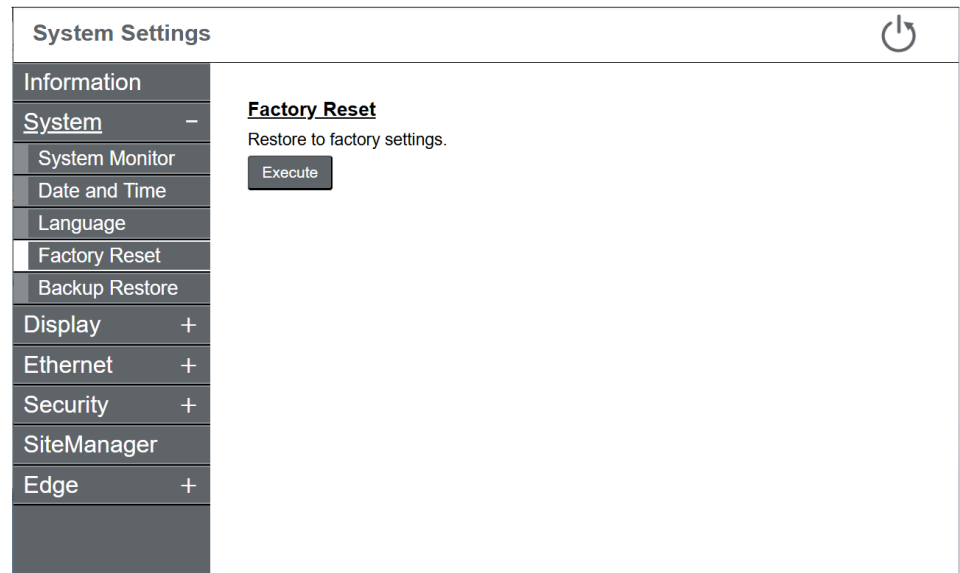 System Settings
Information
System −
System Monitor
Date and Time
Language
Factory Reset
Backup Restore
Display +
Ethernet +
Security +
SiteManager
Edge +
Factory Reset
Restore to factory settings.
Execute